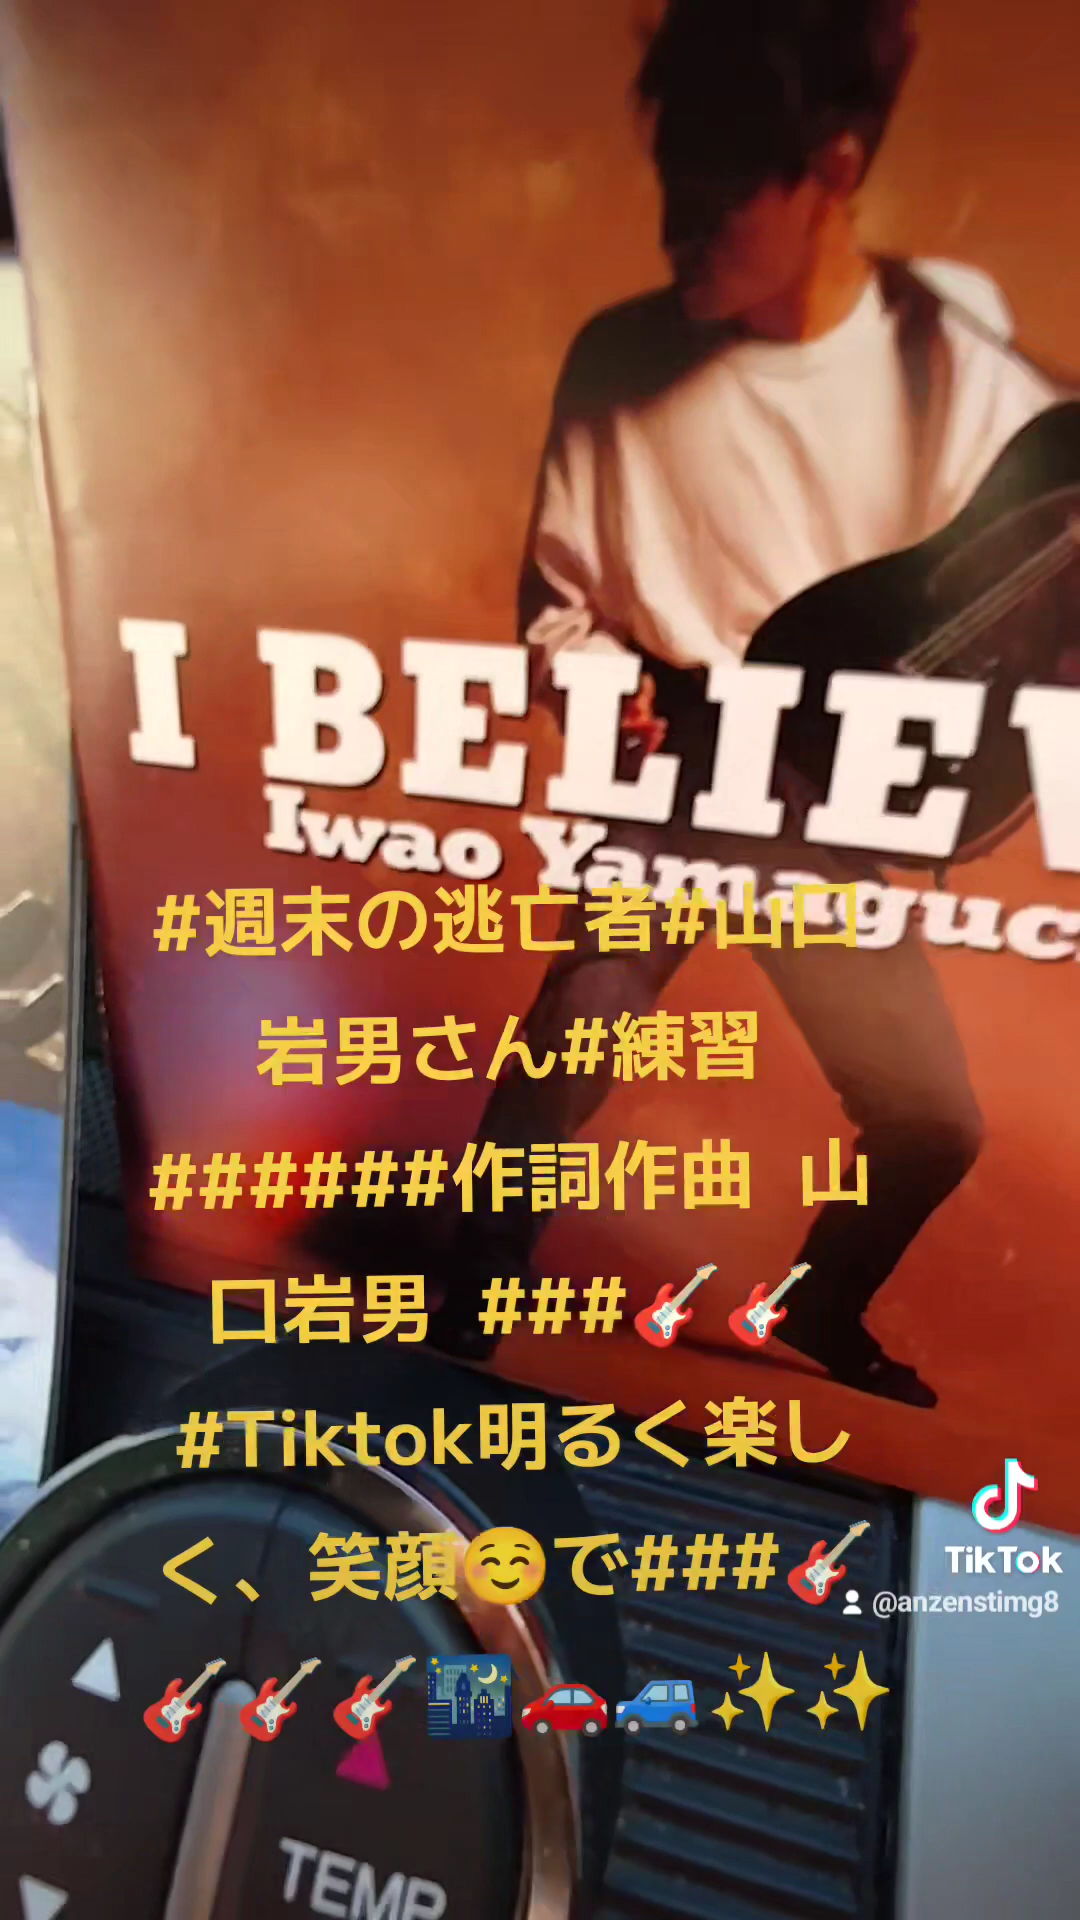 I BELIEV
Iwao Yamaguc
#週末の逃亡者#山口
岩男さん#練習
######作詞作曲 山
口岩男 ###🎸🎸
#Tiktok明るく楽し
く、笑顔☺️で###🎸
🎸🎸🎸🌃🚗🚙✨✨
TikTok
@anzenstimg8
TEMP